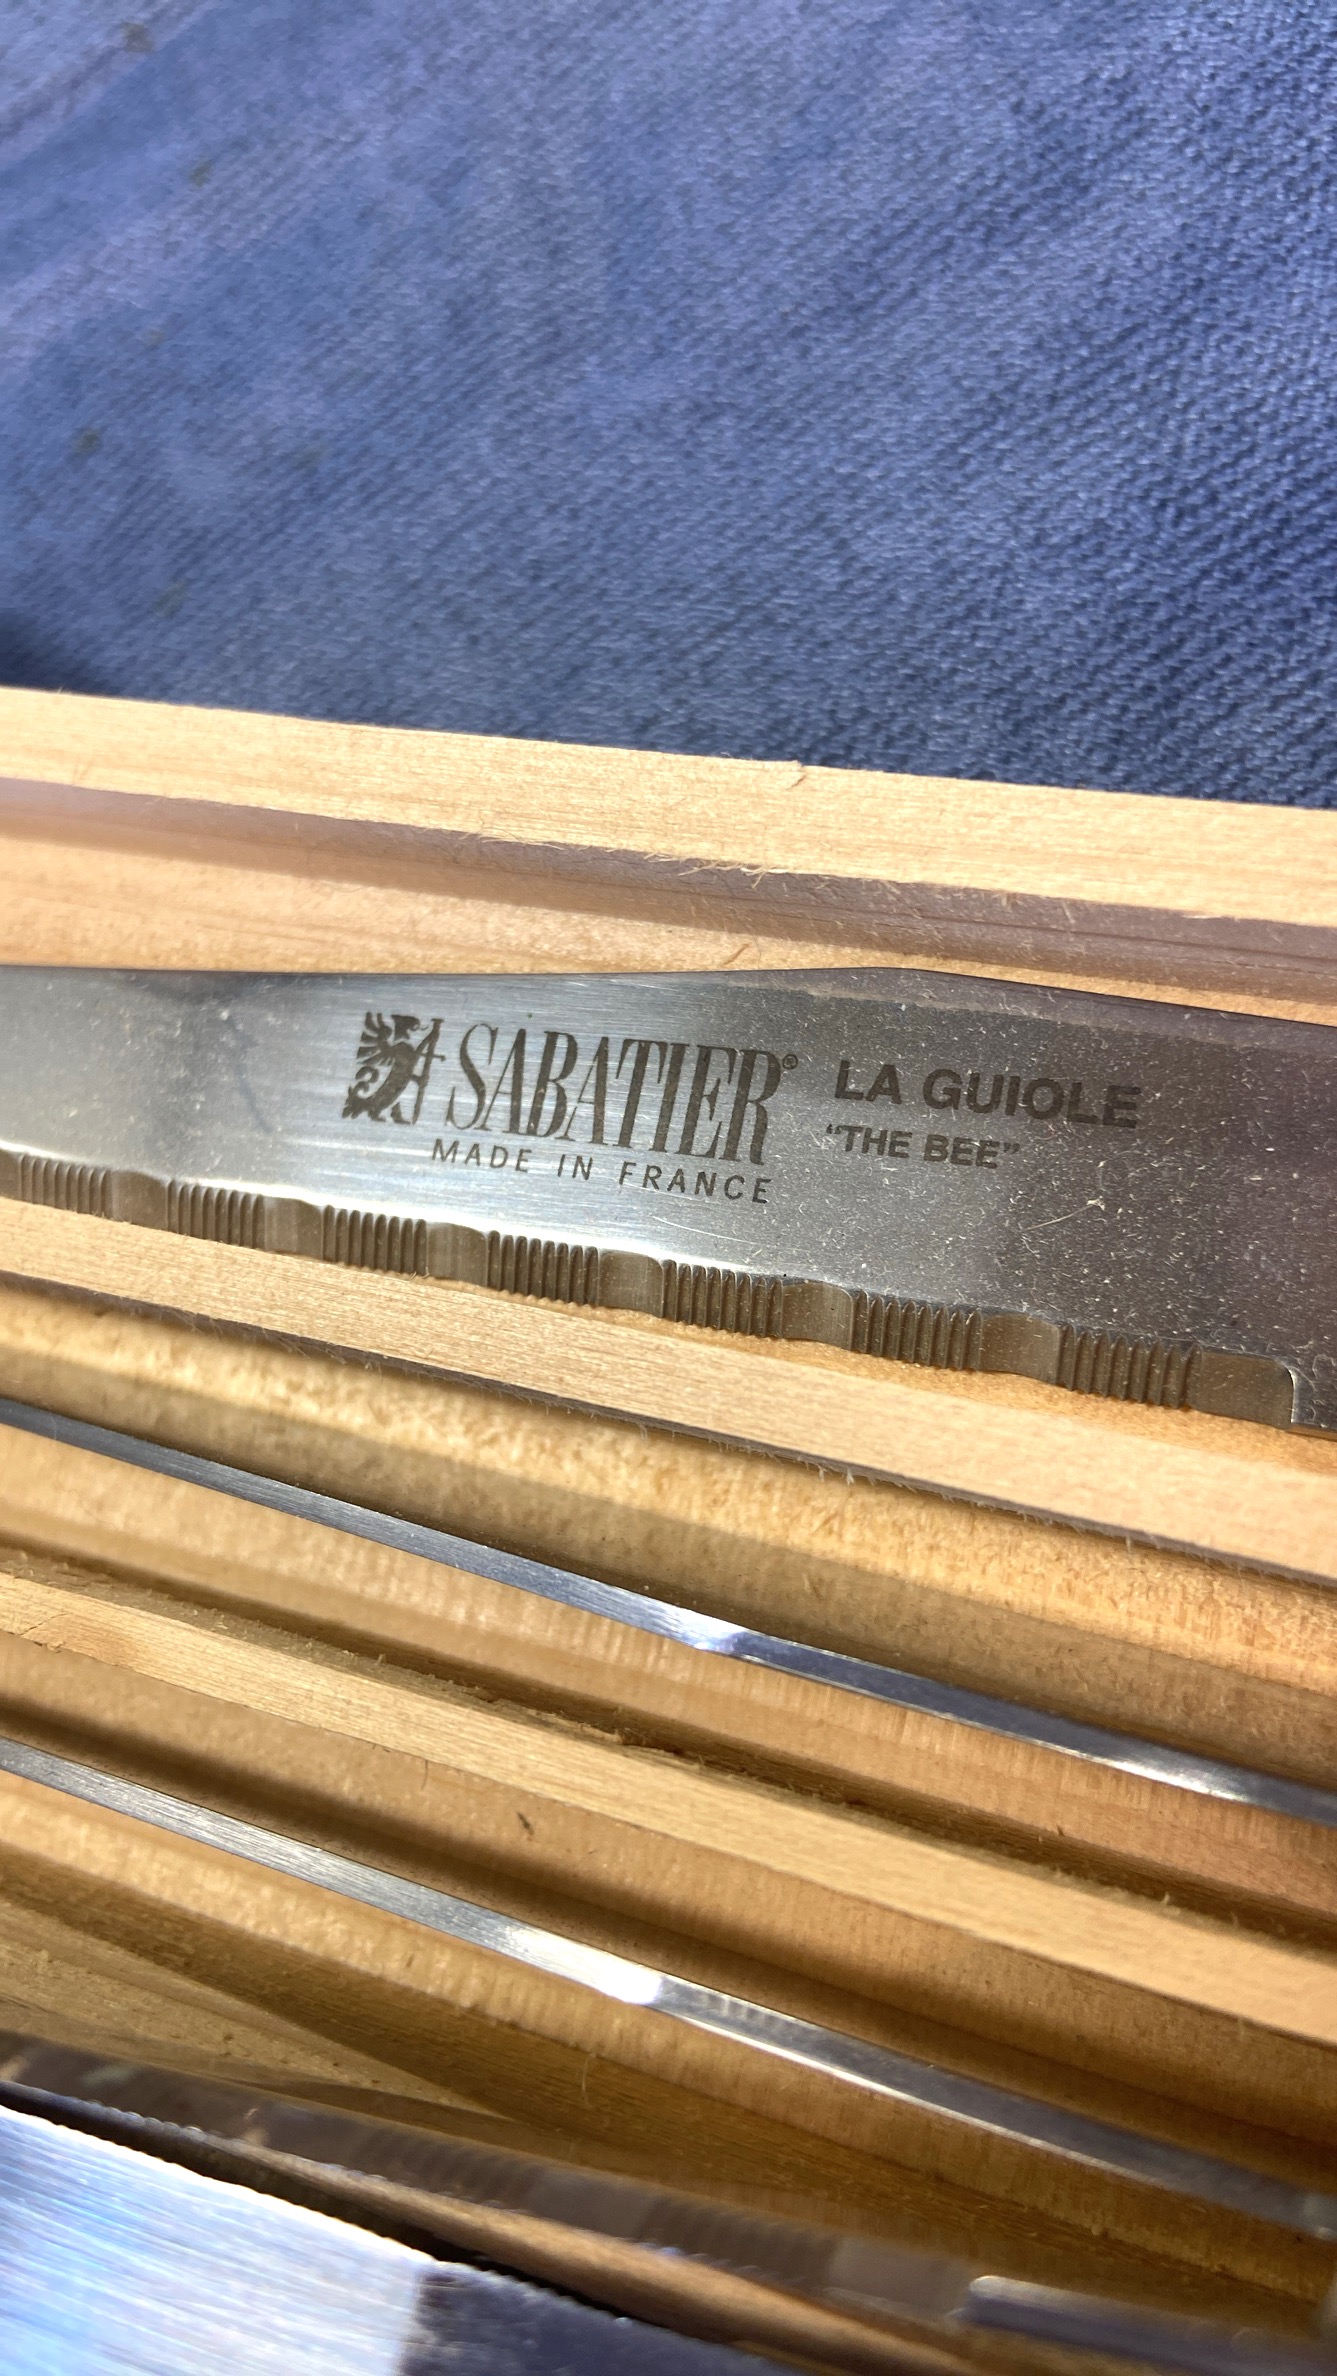 SABATIER® LA GUIOLE
MADE IN FRANCE "THE BEE"